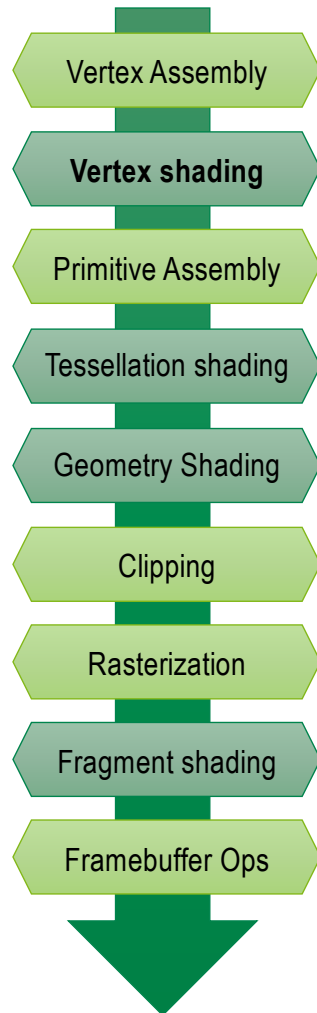 Vertex Assembly
Vertex shading
Primitive Assembly
Tessellation shading
Geometry Shading
Clipping
Rasterization
Fragment shading
Framebuffer Ops